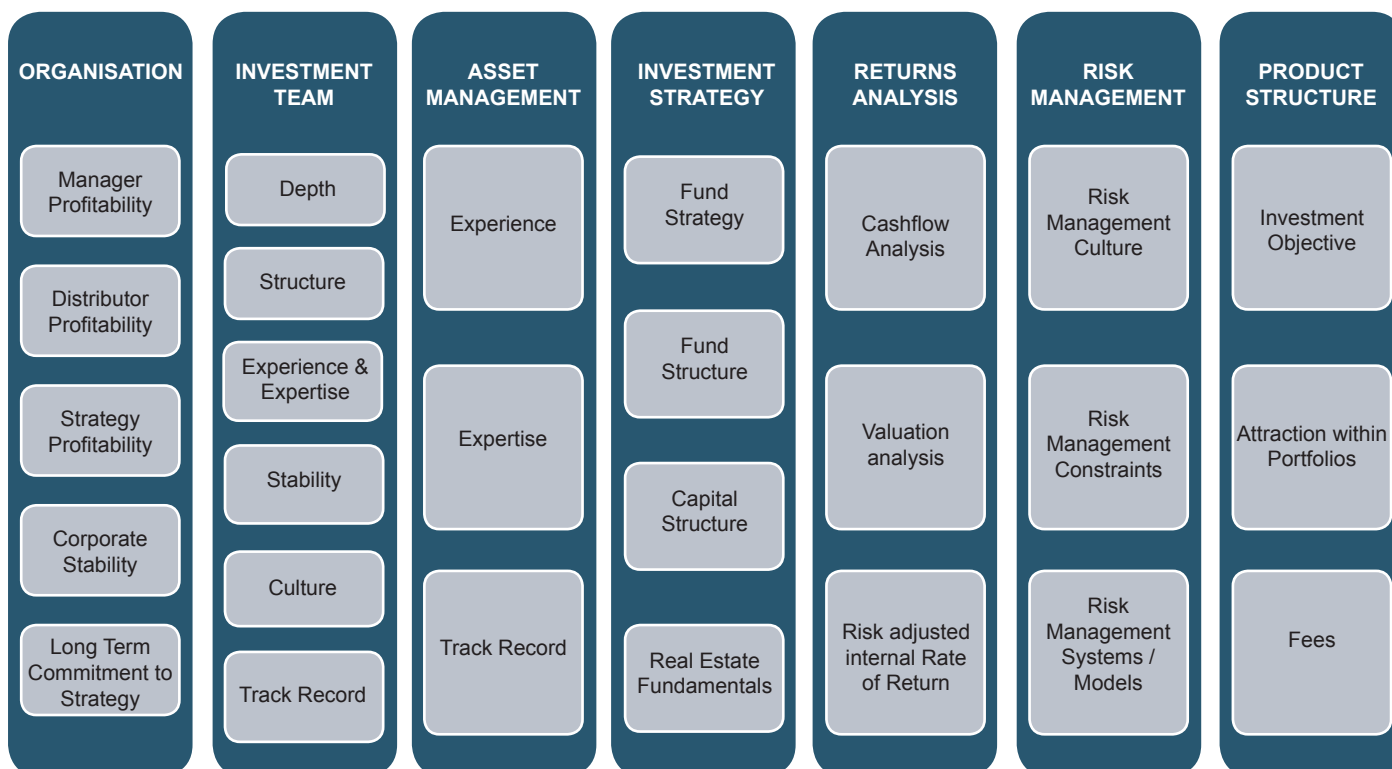 ORGANISATION
Manager
Profitability
Distributor
Profitability
Strategy
Profitability
Corporate
Stability
Long Term
Commitment to
Strategy
INVESTMENT
TEAM
Depth
Structure
Experience &
Expertise
Stability
Culture
Track Record
ASSET
MANAGEMENT
Experience
Expertise
Track Record
INVESTMENT
STRATEGY
Fund
Strategy
Fund
Structure
Capital
Structure
Real Estate
Fundamentals
RETURNS
ANALYSIS
Cashflow
Analysis
Valuation
analysis
Risk adjusted
internal Rate
of Return
RISK
MANAGEMENT
Risk
Management
Culture
Risk
Management
Constraints
Risk
Management
Systems /
Models
PRODUCT
STRUCTURE
Investment
Objective
Attraction within
Portfolios
Fees